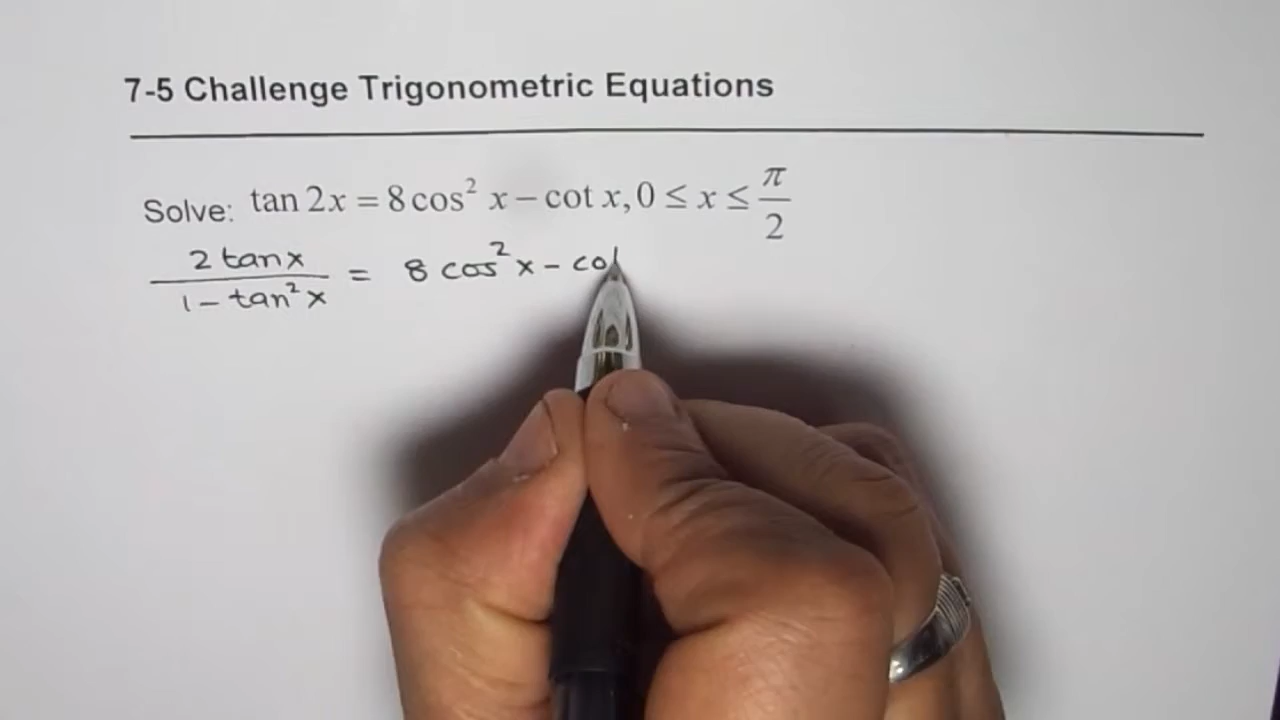 7-5 Challenge Trigonometric Equations
Solve: tan 2x = 8 cos² x − cot x, 0 ≤ x ≤ π/2
2 tan x / 1 − tan² x = 8 cos² x − cot